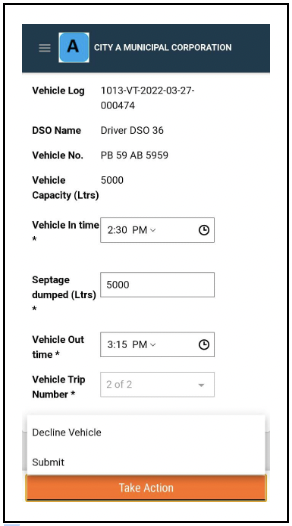 A CITY A MUNICIPAL CORPORATION
Vehicle Log 1013-VT-2022-03-27-
000474
DSO Name Driver DSO 36
Vehicle No. PB 59 AB 5959
Vehicle 5000
Capacity (Ltrs)
Vehicle In time 2:30 PM
*
Septage
dumped (Ltrs) 5000
*
Vehicle Out
time * 3:15 PM
Vehicle Trip
Number * 2 of 2
Decline Vehicle
Submit
Take Action